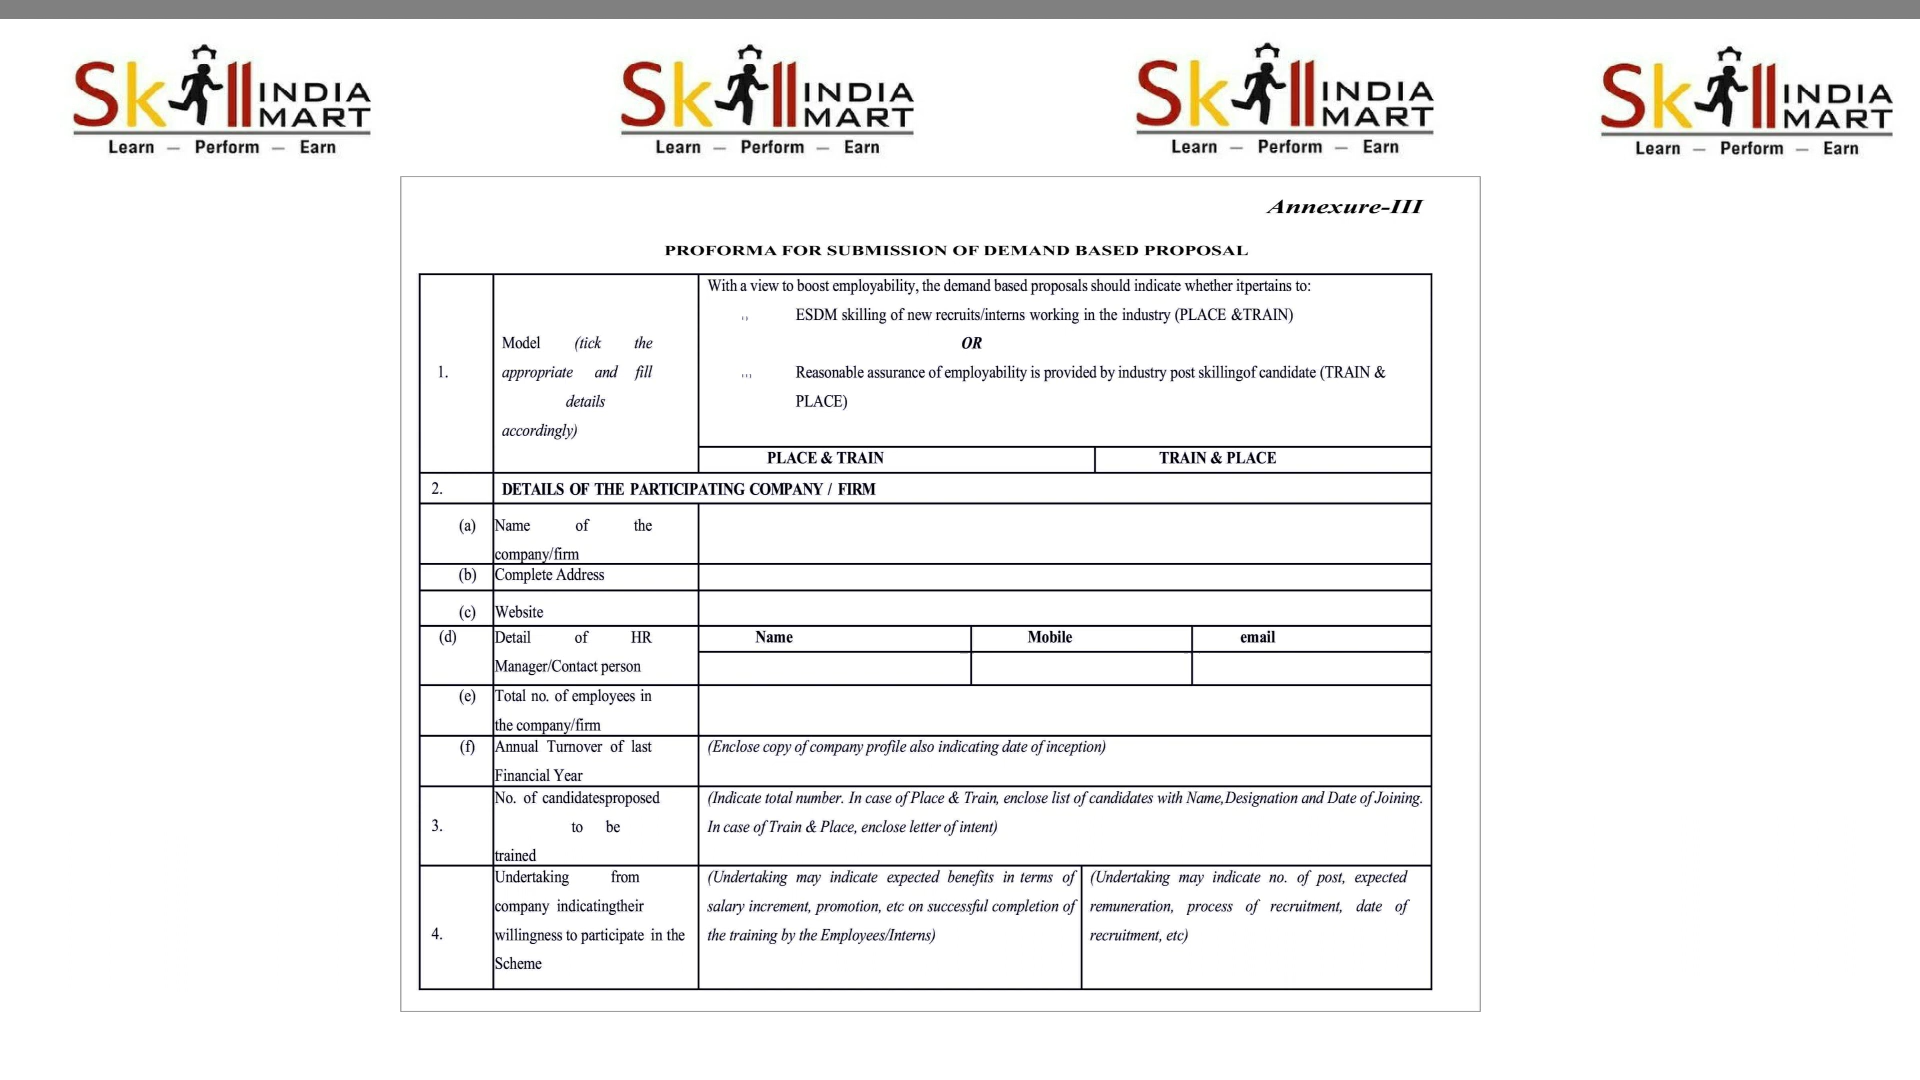 Skill INDIA MART
Learn – Perform – Earn
Skill INDIA MART
Learn – Perform – Earn
Skill INDIA MART
Learn – Perform – Earn
Skill INDIA MART
Learn – Perform – Earn
Annexure-III
PROFORMA FOR SUBMISSION OF DEMAND BASED PROPOSAL
1.
Model (tick the
appropriate and fill
details
accordingly)
With a view to boost employability, the demand based proposals should indicate whether itpertains to:
ESDM skilling of new recruits/interns working in the industry (PLACE &TRAIN)
OR
Reasonable assurance of employability is provided by industry post skillingof candidate (TRAIN &
PLACE)
PLACE & TRAIN
TRAIN & PLACE
2. DETAILS OF THE PARTICIPATING COMPANY / FIRM
(a) Name of the
company/firm
(b) Complete Address
(c) Website
(d) Detail of HR
Manager/Contact person
Name Mobile email
(e) Total no. of employees in
the company/firm
(f) Annual Turnover of last
Financial Year
(Enclose copy of company profile also indicating date of inception)
3.
No. of candidatesproposed
to be
trained
(Indicate total number. In case of Place & Train, enclose list of candidates with Name,Designation and Date of Joining.
In case of Train & Place, enclose letter of intent)
4.
Undertaking from
company indicatingtheir
willingness to participate in the
Scheme
(Undertaking may indicate expected benefits in terms of
salary increment, promotion, etc on successful completion of
the training by the Employees/Interns)
(Undertaking may indicate no. of post, expected
remuneration, process of recruitment, date of
recruitment, etc)